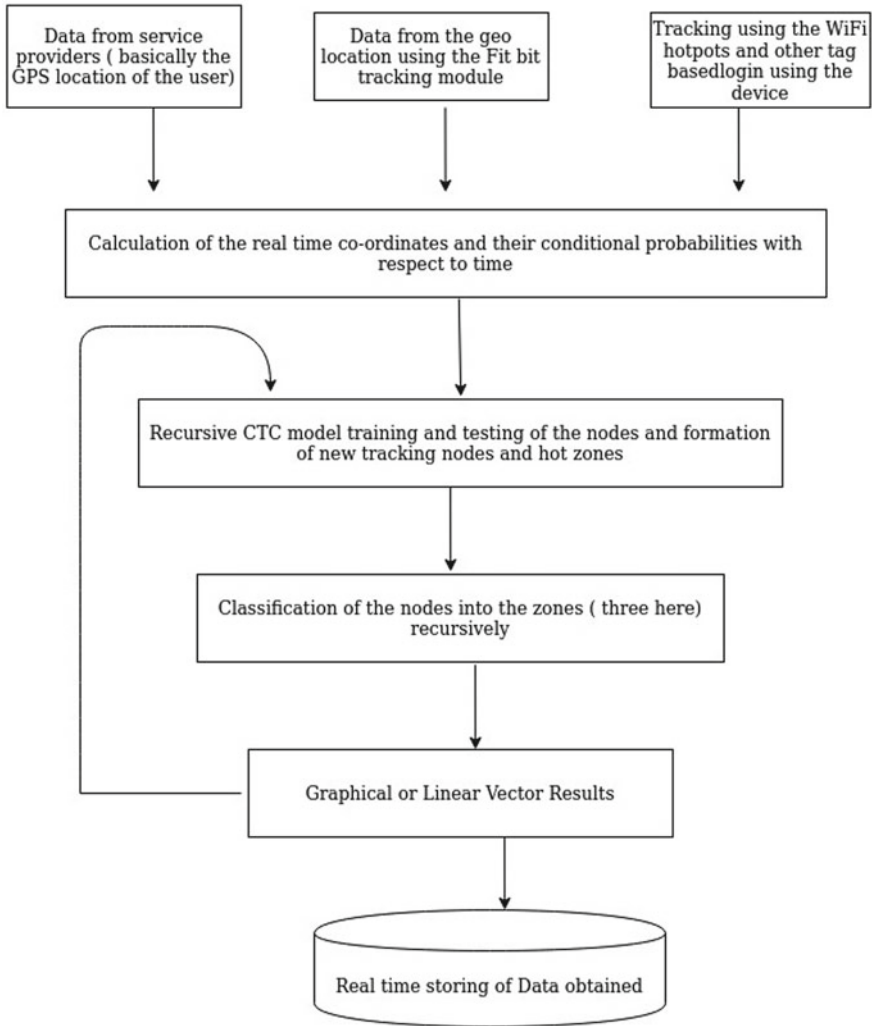 Data from service
providers ( basically the
GPS location of the user)
Data from the geo
location using the Fit bit
tracking module
Tracking using the WiFi
hotpots and other tag
basedlogin using the
device
Calculation of the real time co-ordinates and their conditional probabilities with
respect to time
Recursive CTC model training and testing of the nodes and formation
of new tracking nodes and hot zones
Classification of the nodes into the zones ( three here)
recursively
Graphical or Linear Vector Results
Real time storing of Data obtained